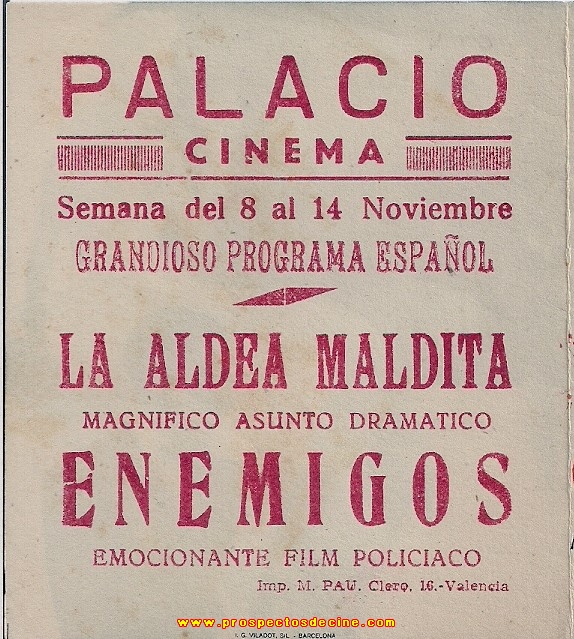 PALACIO
CINEMA
Semana del 8 al 14 Noviembre
GRANDIOSO PROGRAMA ESPAÑOL
LA ALDEA MALDITA
MAGNIFICO ASUNTO DRAMATICO
ENEMIGOS
EMOCIONANTE FILM POLICIACO
Imp. M. PAU. Clero, 16.-Valencia
www.prospectosdecine.com
I. G. VILADOT, S/L. - BARCELONA